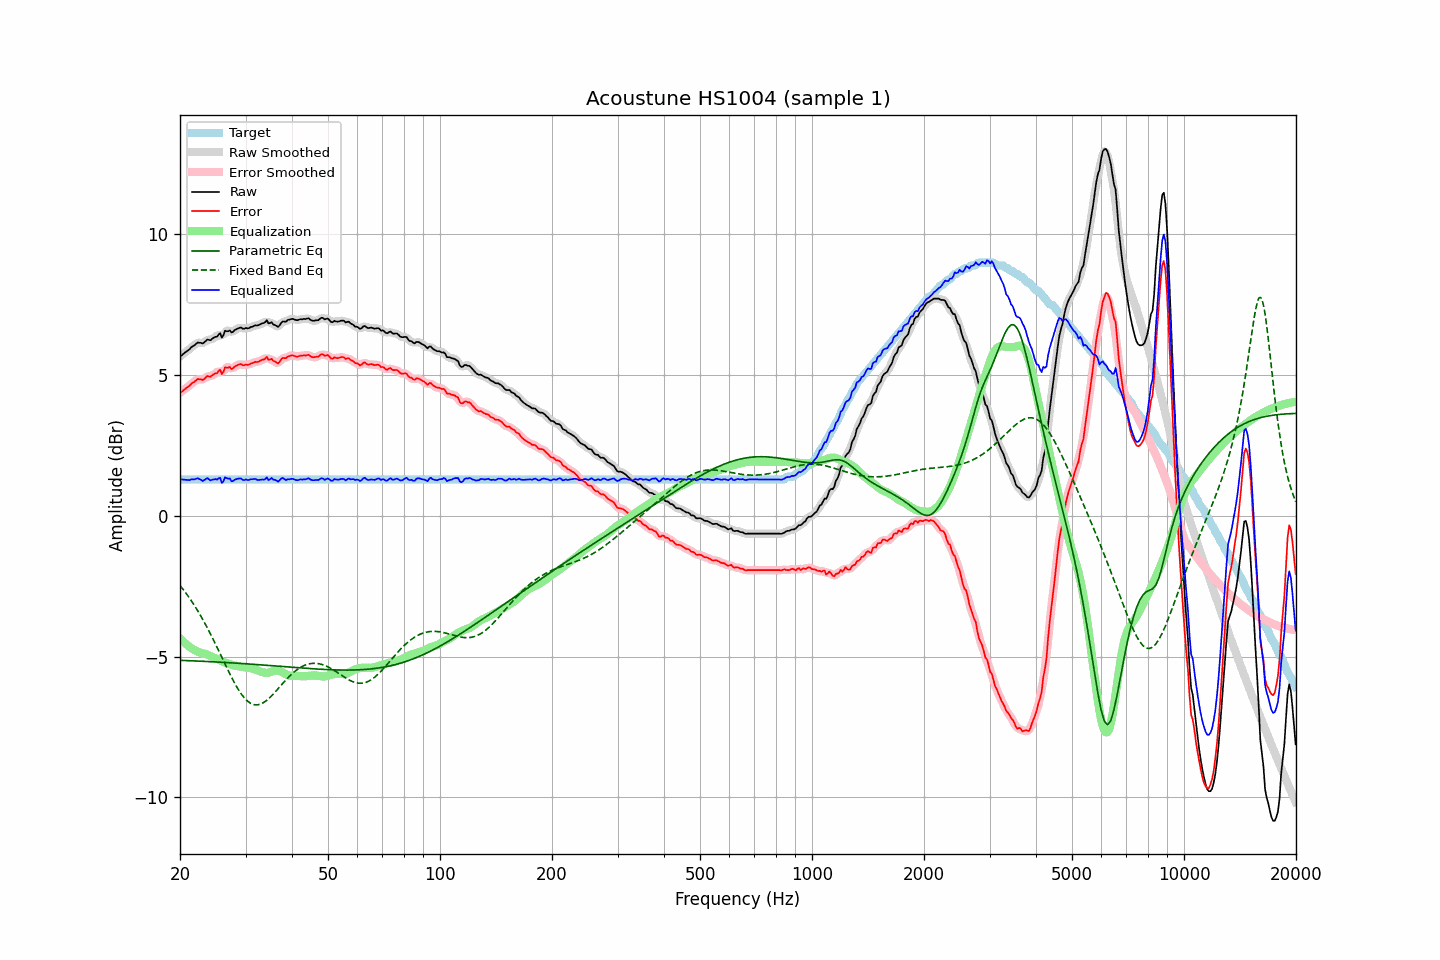 Acoustune HS1004 (sample 1)
Target
Raw Smoothed
Error Smoothed
Raw
Error
Equalization
Parametric Eq
Fixed Band Eq
Equalized
Amplitude (dBr)
10
5
0
−5
−10
20 50 100 200 500 1000 2000 5000 10000 20000
Frequency (Hz)